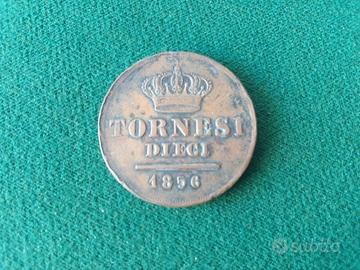 TORNESI
DIECI
1856
subito